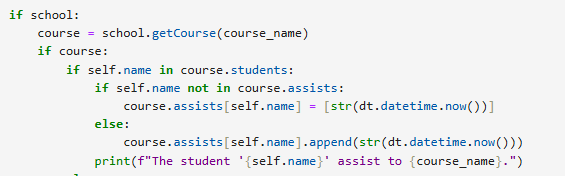 if school:
    course = school.getCourse(course_name)
    if course:
        if self.name in course.students:
            if self.name not in course.assists:
                course.assists[self.name] = [str(dt.datetime.now())]
            else:
                course.assists[self.name].append(str(dt.datetime.now()))
            print(f"The student '{self.name}' assist to {course_name}.")